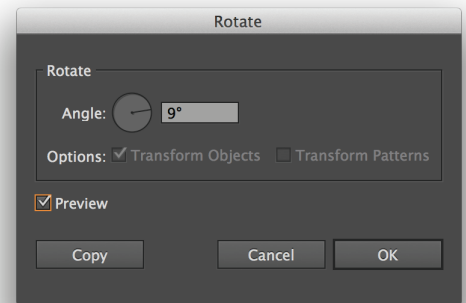 Rotate
Rotate
Angle: 9°
Options: Transform Objects Transform Patterns
Preview
Copy Cancel OK